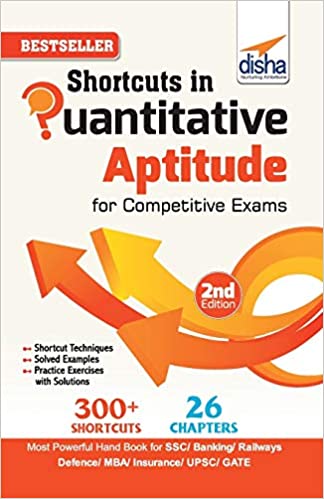 BESTSELLER
disha
Nurturing Ambitions
Shortcuts in
Quantitative
Aptitude
for Competitive Exams
2nd
Edition
Shortcut Techniques
Solved Examples
Practice Exercises
with Solutions
300+
SHORTCUTS
26
CHAPTERS
Most Powerful Hand Book for SSC/ Banking/ Railways
Defence/ MBA/ Insurance/ UPSC/ GATE